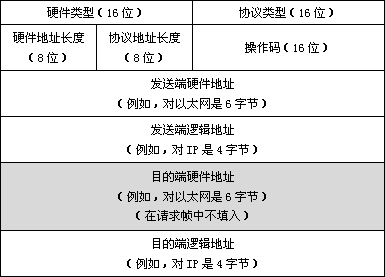 硬件类型（16 位）
协议类型（16 位）
硬件地址长度
（8 位）
协议地址长度
（8 位）
操作码（16 位）
发送端硬件地址
（例如，对以太网是 6 字节）
发送端逻辑地址
（例如，对 IP 是 4 字节）
目的端硬件地址
（例如，对以太网是 6 字节）
（在请求帧中不填入）
目的端逻辑地址
（例如，对 IP 是 4 字节）